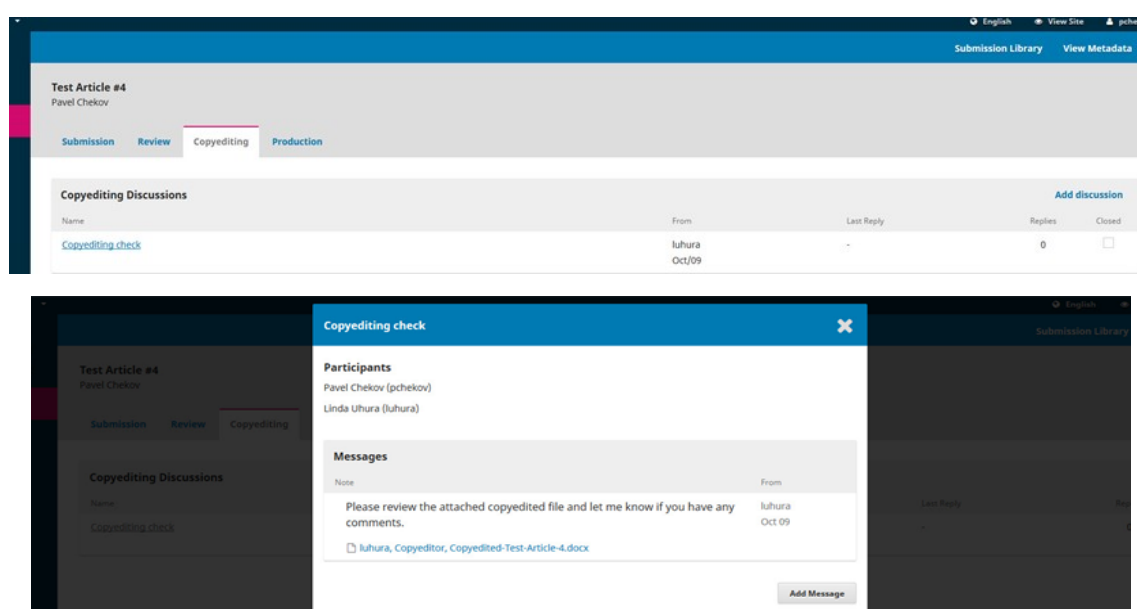 English View Site pche
Submission Library View Metadata
Test Article #4
Pavel Chekov
Submission Review Copyediting Production
Copyediting Discussions Add discussion
Name From Last Reply Replies Closed
Copyediting check luhura - 0
Oct/09
English
Submission Library
Copyediting check
Participants
Test Article #4
Pavel Chekov
Pavel Chekov (pchekov)
Linda Uhura (luhura)
Submission Review Copyediting
Messages
Copyediting Discussions
Note From
Name Last Reply Rep
Please review the attached copyedited file and let me know if you have any luhura
comments. Oct 09
Copyediting check - 0
luhura, Copyeditor, Copyedited-Test-Article-4.docx
Add Message